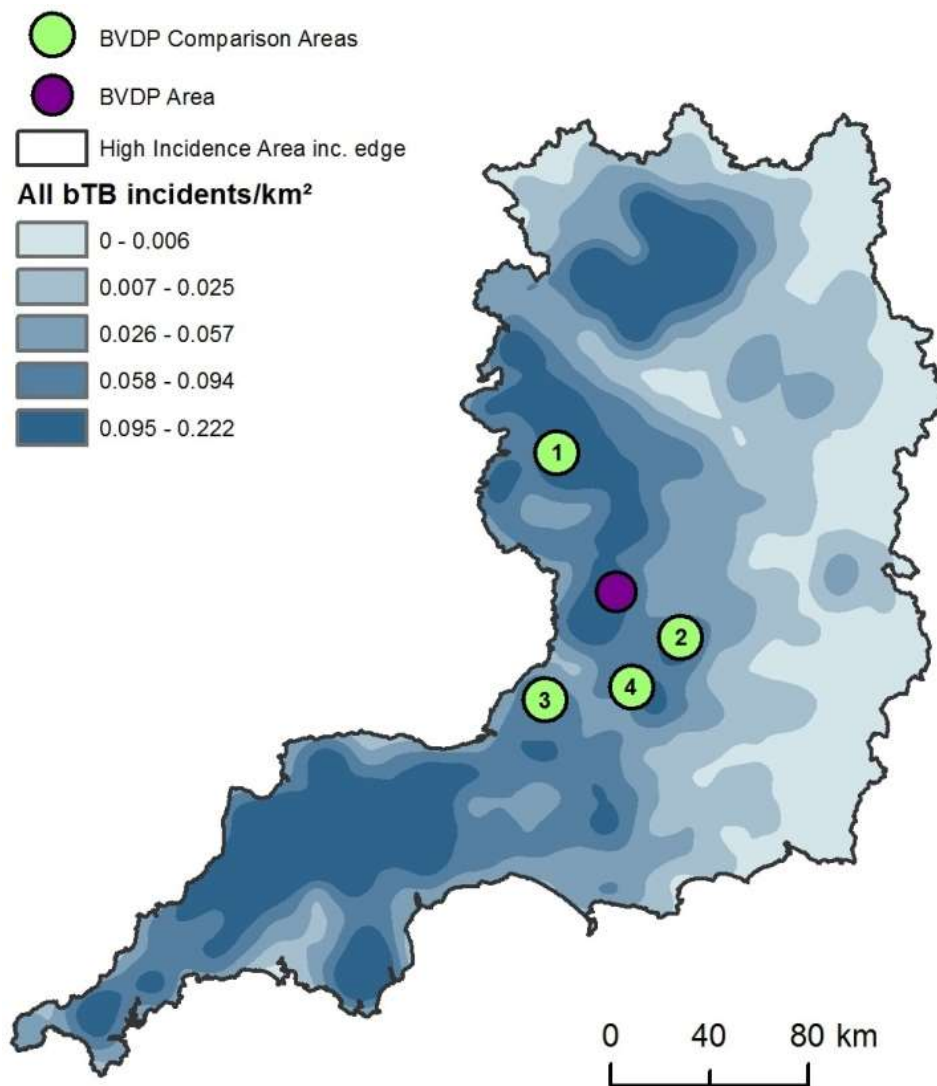 BVDP Comparison Areas
BVDP Area
High Incidence Area inc. edge
All bTB incidents/km²
0 - 0.006
0.007 - 0.025
0.026 - 0.057
0.058 - 0.094
0.095 - 0.222
1
2
4
3
0 40 80 km